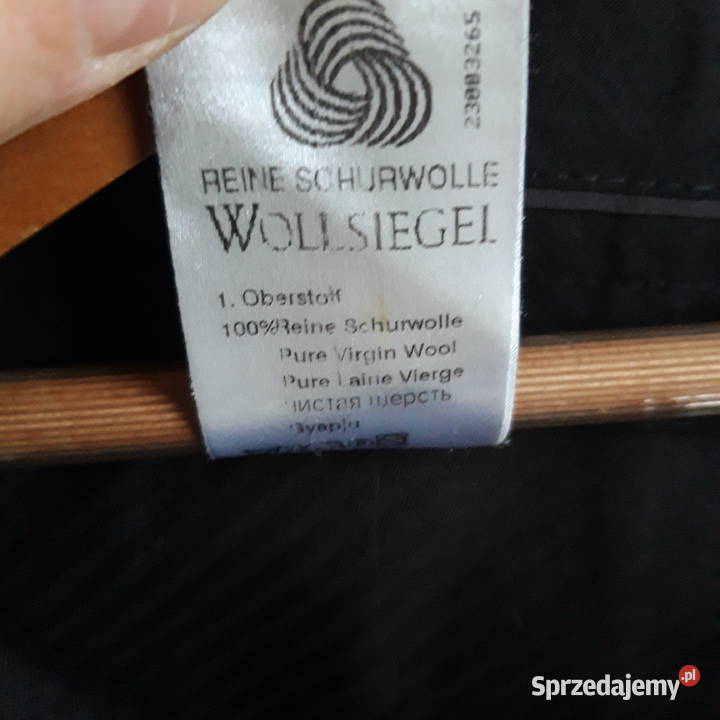 23003265
REINE SCHURWOLLE
WOLLSIEGEL
1. Oberstoff
100%Reine Schurwolle
Pure Virgin Wool
Pure Laine Vierge
чистая шерсть
Sprzedajemy.pl